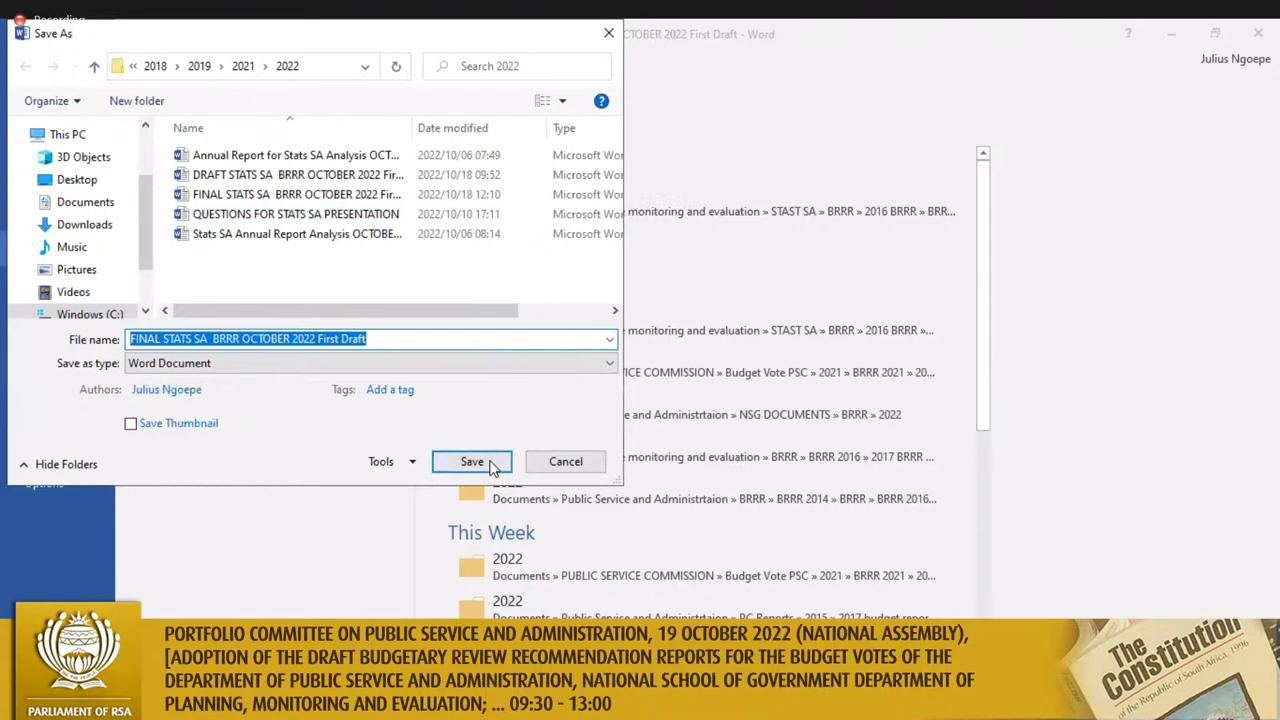 Recording
Save As
OCTOBER 2022 First Draft - Word
?
Julius Ngoepe
« 2018 > 2019 > 2021 > 2022
Search 2022
Organize
New folder
?
This PC
3D Objects
Desktop
Documents
Downloads
Music
Pictures
Videos
Windows (C:)
Name Date modified Type
Annual Report for Stats SA Analysis OCT... 2022/10/06 07:49 Microsoft Wo
DRAFT STATS SA BRRR OCTOBER 2022 Fir... 2022/10/18 09:52 Microsoft Wo
FINAL STATS SA BRRR OCTOBER 2022 Fir... 2022/10/18 12:10 Microsoft Wo
QUESTIONS FOR STATS SA PRESENTATION 2022/10/10 17:11 Microsoft Wo
Stats SA Annual Report Analysis OCTOBE... 2022/10/06 08:14 Microsoft Wo
File name: FINAL STATS SA BRRR OCTOBER 2022 First Draft
Save as type: Word Document
Authors: Julius Ngoepe
Tags: Add a tag
Save Thumbnail
Hide Folders
Tools
Save
Cancel
monitoring and evaluation » STAST SA » BRRR » 2016 BRRR » BRR...
monitoring and evaluation » STAST SA » BRRR » 2016 BRRR »...
ICE COMMISSION » Budget Vote PSC » 2021 » BRRR 2021 » 20...
e and Administrtaion » NSG DOCUMENTS » BRRR » 2022
monitoring and evaluation » BRRR » BRRR 2016 » 2017 BRRR ...
Documents » Public Service and Administrtaion » BRRR » BRRR 2014 » BRRR 2016...
This Week
2022
Documents » PUBLIC SERVICE COMMISSION » Budget Vote PSC » 2021 » BRRR 2021 » 20...
2022
PARLIAMENT OF RSA
PORTFOLIO COMMITTEE ON PUBLIC SERVICE AND ADMINISTRATION, 19 OCTOBER 2022 (NATIONAL ASSEMBLY),
[ADOPTION OF THE DRAFT BUDGETARY REVIEW RECOMMENDATION REPORTS FOR THE BUDGET VOTES OF THE
DEPARTMENT OF PUBLIC SERVICE AND ADMINISTRATION, NATIONAL SCHOOL OF GOVERNMENT DEPARTMENT OF
PLANNING, MONITORING AND EVALUATION; ... 09:30 - 13:00
The
Constitution
of the Republic of South Africa, 1996